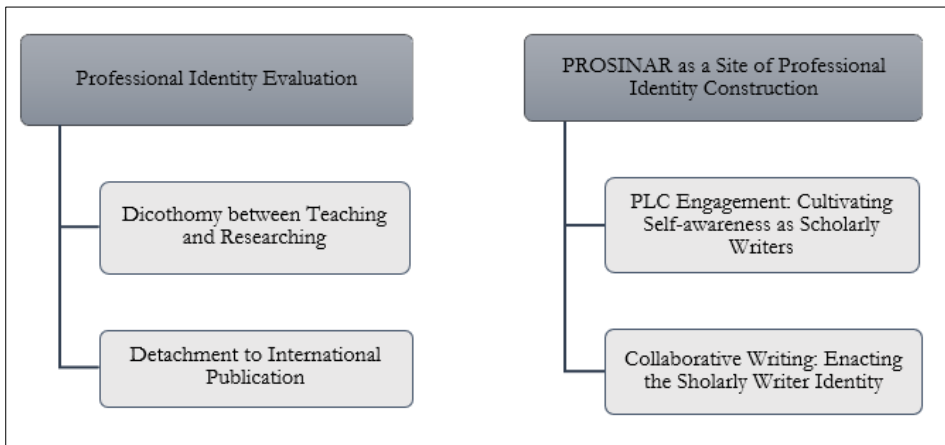 Professional Identity Evaluation
Dicothomy between Teaching
and Researching
Detachment to International
Publication
PROSINAR as a Site of Professional
Identity Construction
PLC Engagement: Cultivating
Self-awareness as Scholarly
Writers
Collaborative Writing: Enacting
the Sholarly Writer Identity